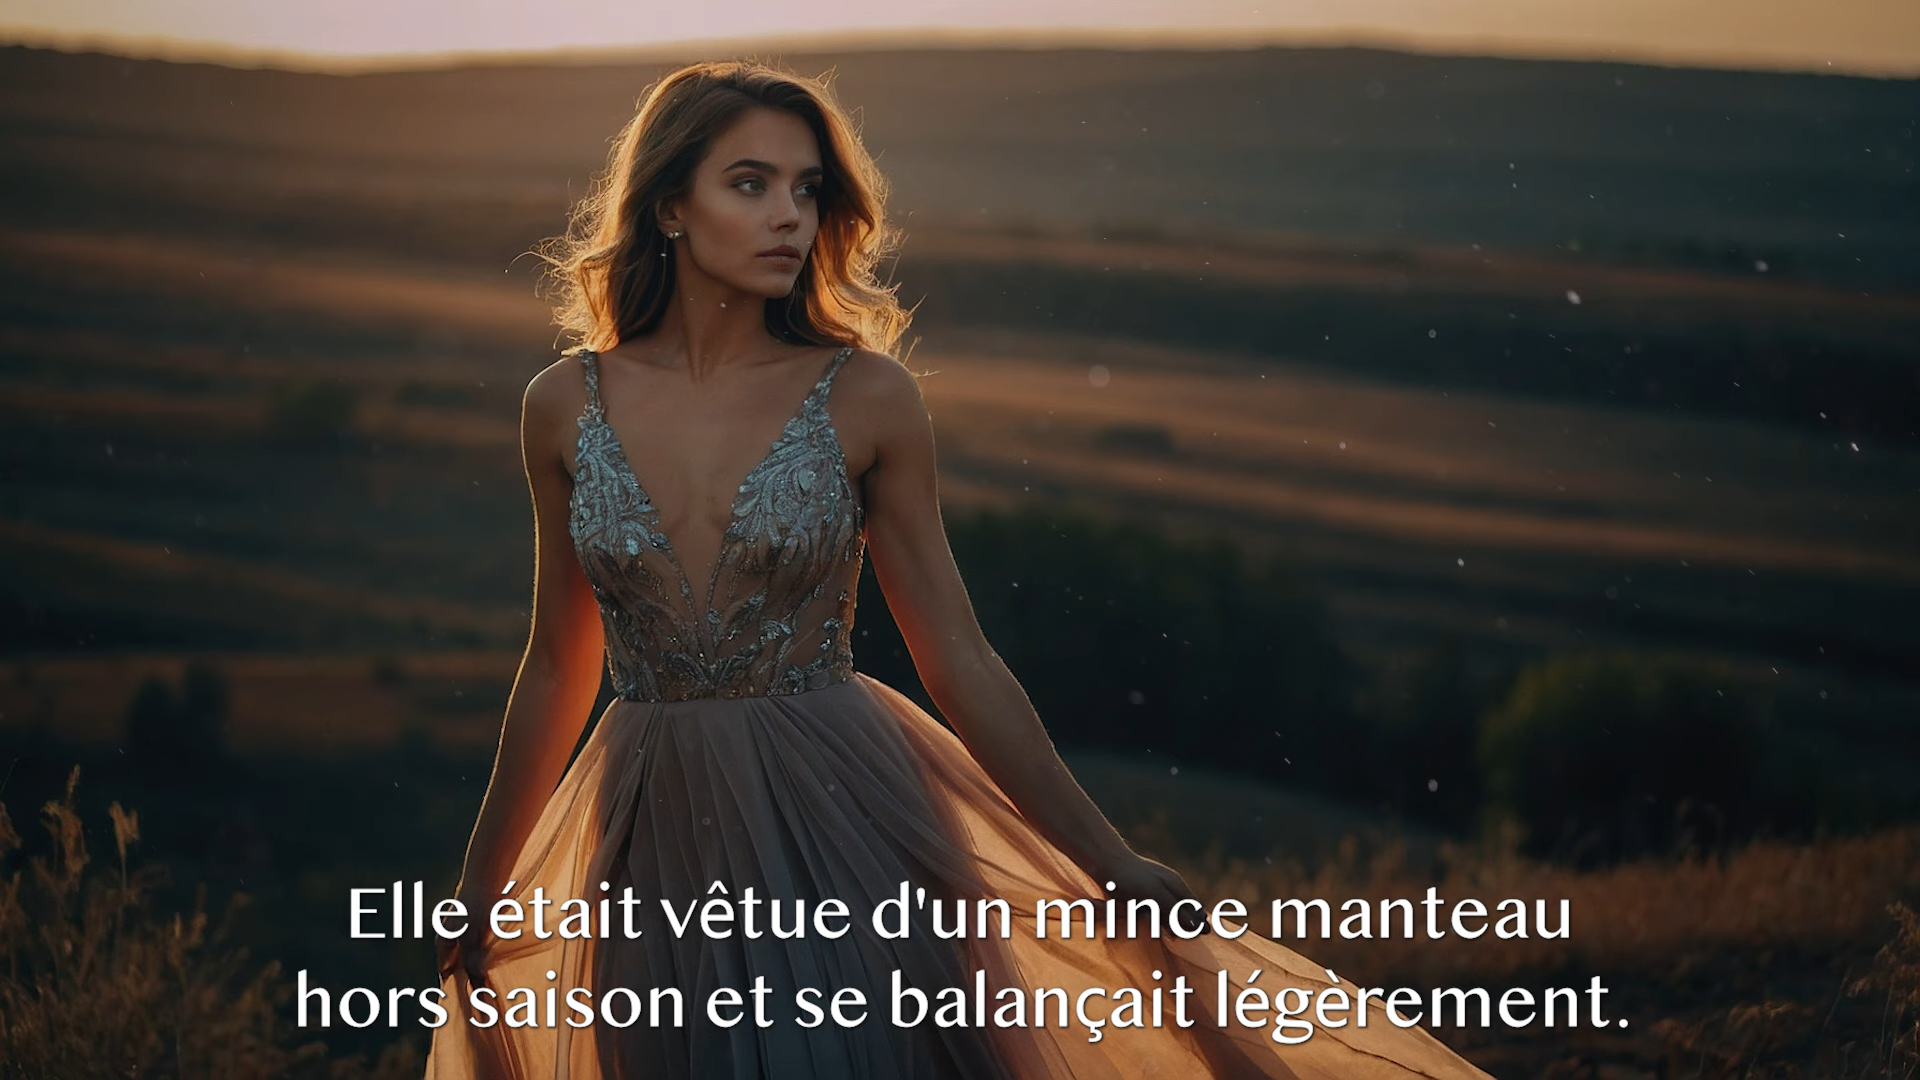 Elle était vêtue d'un mince manteau
hors saison et se balançait légèrement.